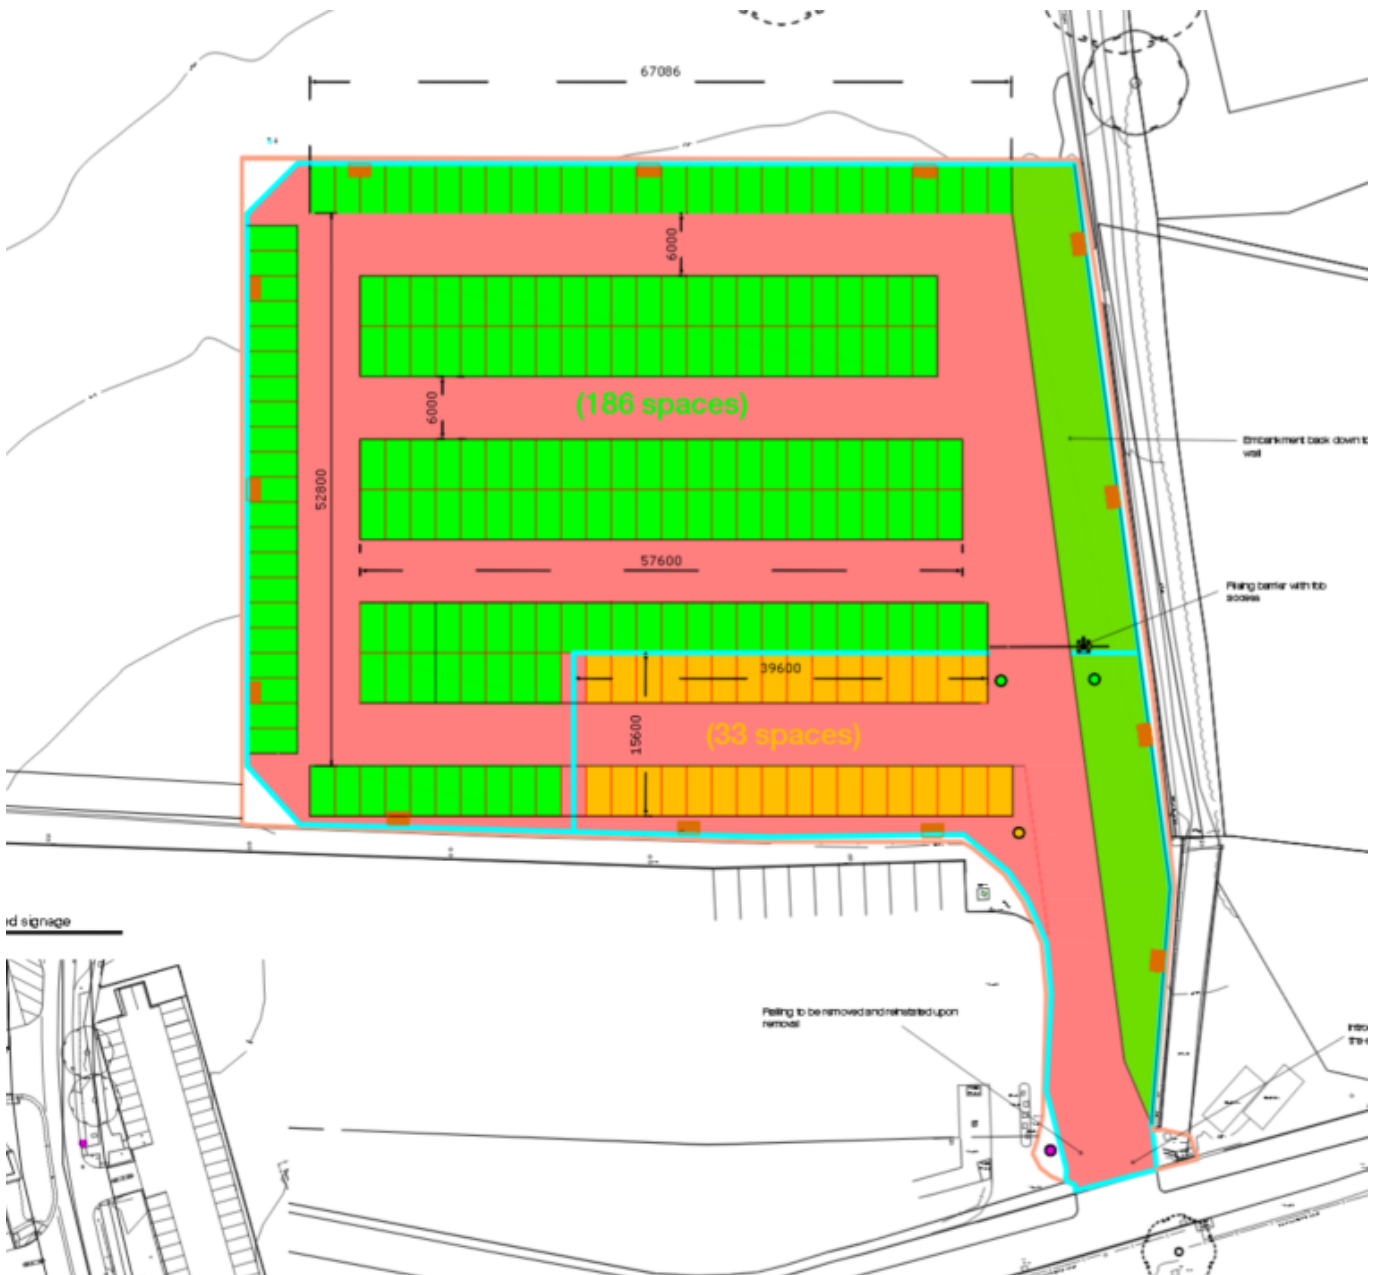 67086
6000
(186 spaces)
6000
Embankment back down to
wall
52800
57600
Rising barrier with fob
access
39600
(33 spaces)
15600
ed signage
Railing to be removed and reinstated upon
removal